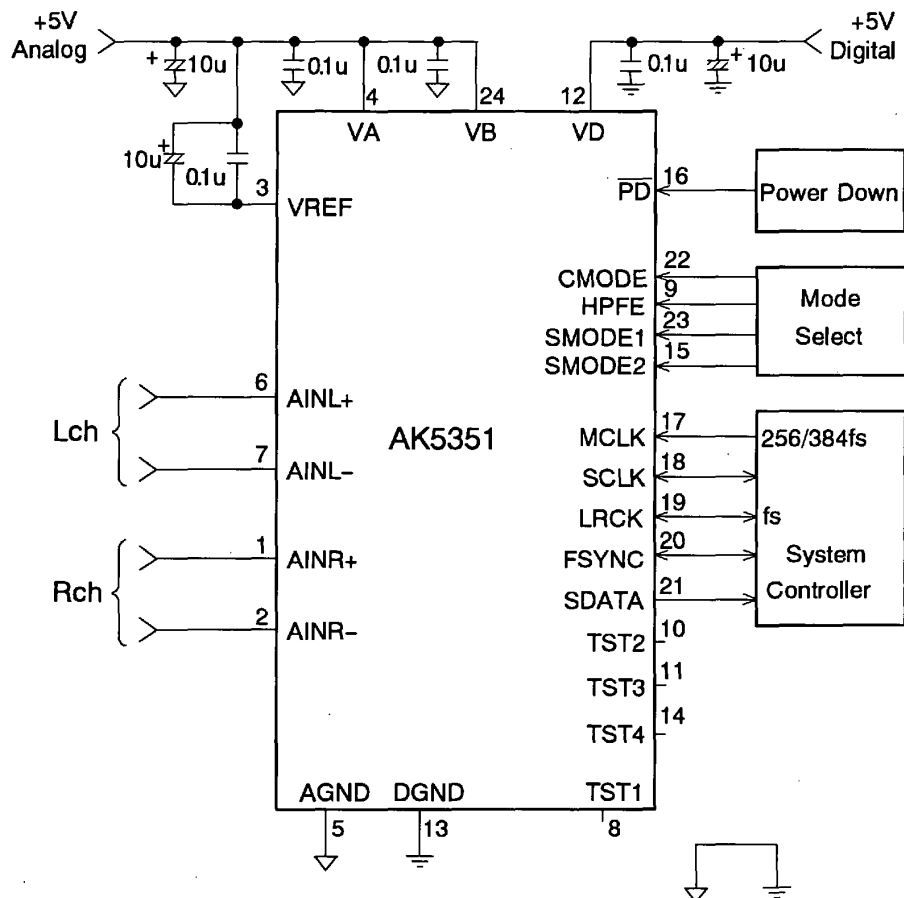 +5V
Analog
+
10u
0.1u
0.1u
0.1u
+
10u
+5V
Digital
4
24
12
VA
VB
VD
10u
+
0.1u
3
VREF
PD
16
Power Down
CMODE
22
HPFE
9
SMODE1
23
SMODE2
15
Mode
Select
Lch
6
AINL+
7
AINL−
AK5351
MCLK
17
256/384fs
SCLK
18
LRCK
19
fs
FSYNC
20
SDATA
21
System
Controller
Rch
1
AINR+
2
AINR−
TST2
10
TST3
11
TST4
14
AGND
DGND
TST1
5
13
8